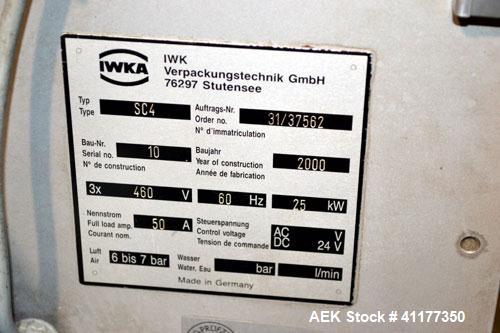 IWKA
IWK
Verpackungstechnik GmbH
76297 Stutensee
Typ
Type
SC4
Auftrags-Nr.
Order no.
N° d'immatriculation
31/37562
Bau-Nr.
Serial no.
N° de construction
10
Baujahr
Year of construction
Année de fabrication
2000
3x 460 V 60 Hz 25 kW
Nennstrom
Full load amp.
Courant nom.
50 A
Steuerspannung
Control voltage
Tension de commande
AC V
DC 24 V
Luft
Air
6 bis 7 bar
Wasser
Water, Eau
bar l/min
Made in Germany
AEK Stock # 41177350